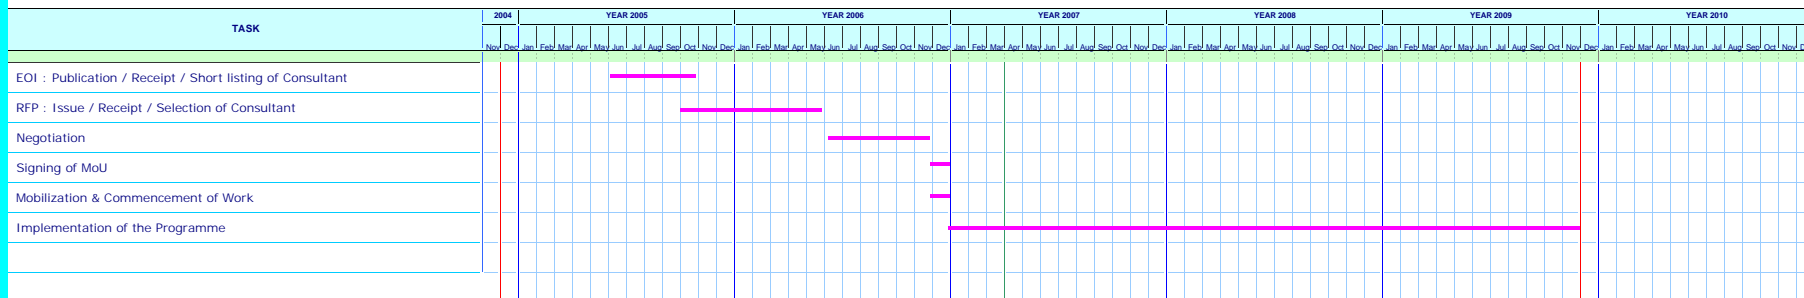 TASK
2004 YEAR 2005 YEAR 2006 YEAR 2007 YEAR 2008 YEAR 2009 YEAR 2010
Nov Dec Jan Feb Mar Apr May Jun Jul Aug Sep Oct Nov Dec Jan Feb Mar Apr May Jun Jul Aug Sep Oct Nov Dec Jan Feb Mar Apr May Jun Jul Aug Sep Oct Nov Dec Jan Feb Mar Apr May Jun Jul Aug Sep Oct Nov Dec Jan Feb Mar Apr May Jun Jul Aug Sep Oct Nov Dec Jan Feb Mar Apr May Jun Jul Aug Sep Oct Nov D
EOI : Publication / Receipt / Short listing of Consultant
RFP : Issue / Receipt / Selection of Consultant
Negotiation
Signing of MoU
Mobilization & Commencement of Work
Implementation of the Programme